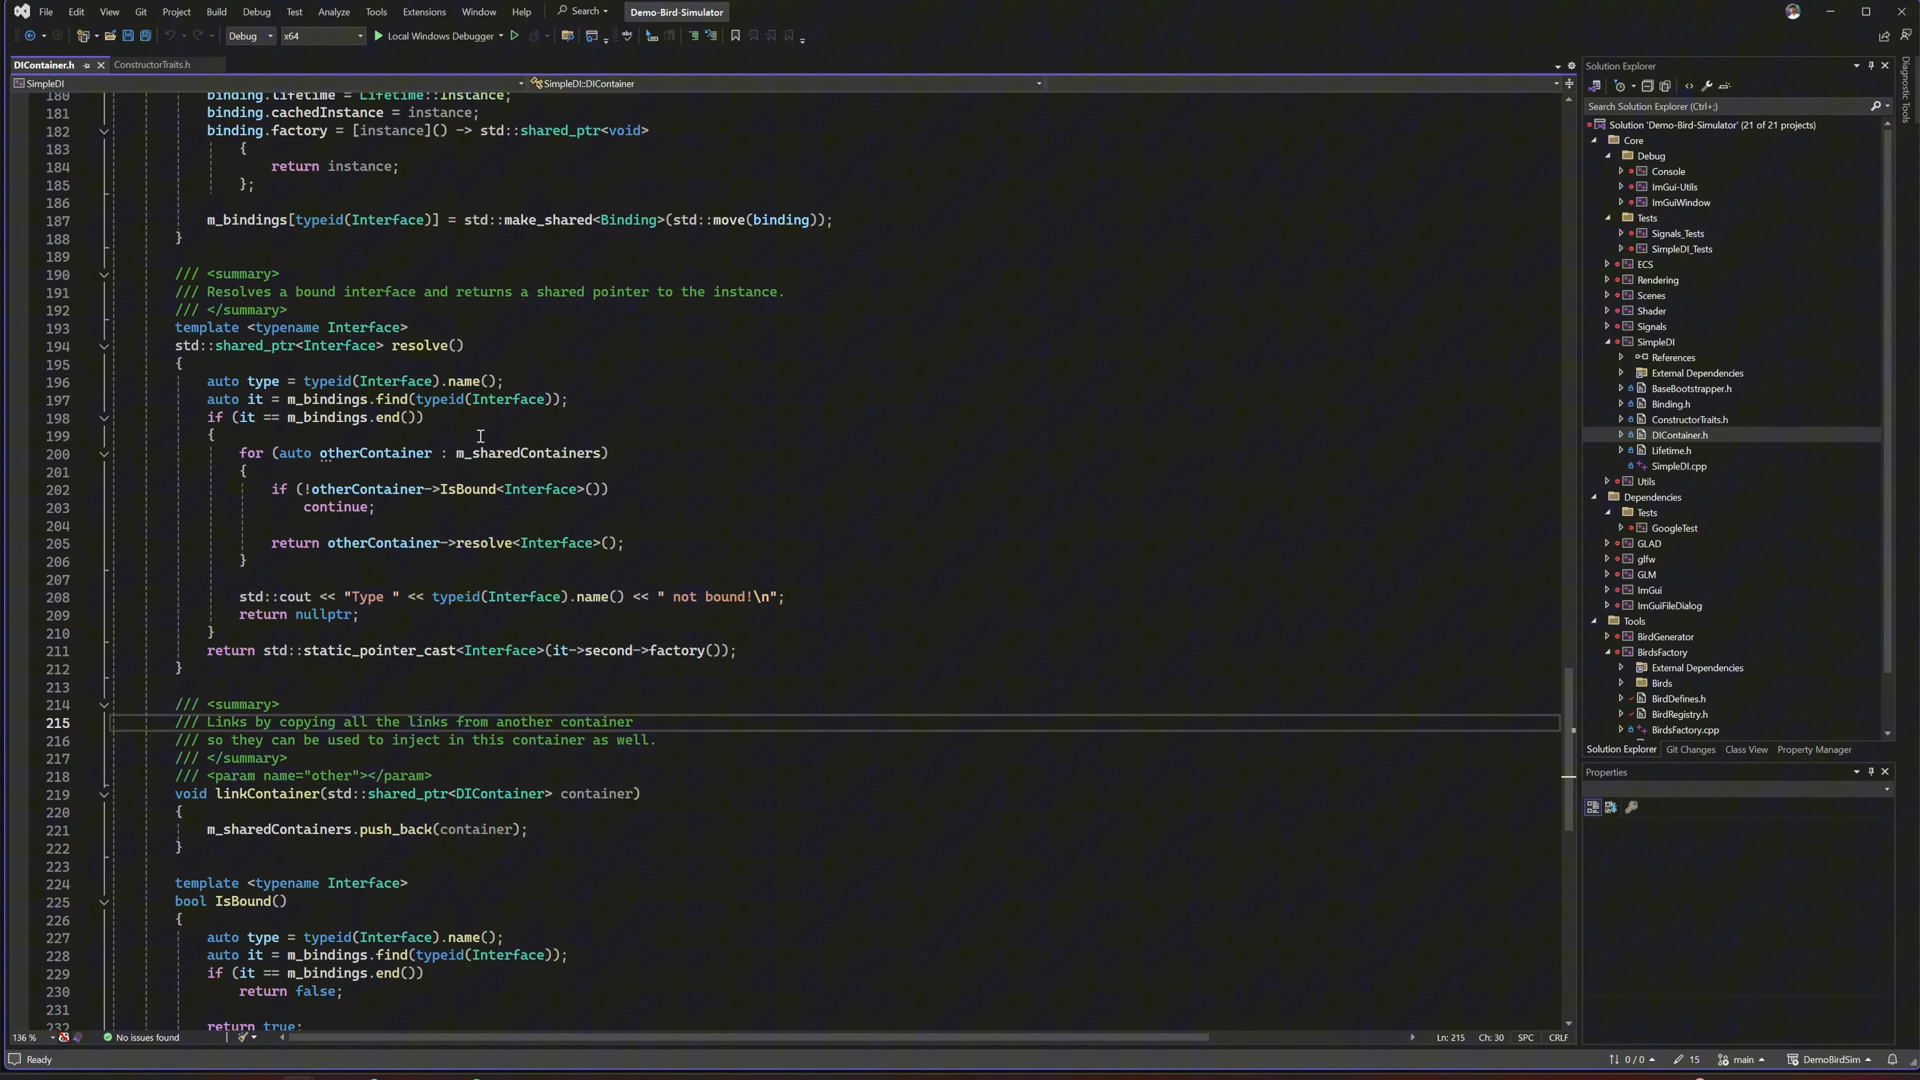 File Edit View Git Project Build Debug Test Analyze Tools Extensions Window Help Search Demo-Bird-Simulator
Debug x64 Local Windows Debugger
DIContainer.h ConstructorTraits.h
SimpleDI SimpleDI::DIContainer
180 binding.lifetime = Lifetime::Instance;
181 binding.cachedInstance = instance;
182 binding.factory = [instance]() -> std::shared_ptr<void>
183 {
184 return instance;
185 };
186
187 m_bindings[typeid(Interface)] = std::make_shared<Binding>(std::move(binding));
188 }
189
190 /// <summary>
191 /// Resolves a bound interface and returns a shared pointer to the instance.
192 /// </summary>
193 template <typename Interface>
194 std::shared_ptr<Interface> resolve()
195 {
196 auto type = typeid(Interface).name();
197 auto it = m_bindings.find(typeid(Interface));
198 if (it == m_bindings.end())
199 {
200 for (auto otherContainer : m_sharedContainers)
201 {
202 if (!otherContainer->IsBound<Interface>())
203 continue;
204
205 return otherContainer->resolve<Interface>();
206 }
207
208 std::cout << "Type " << typeid(Interface).name() << " not bound!\n";
209 return nullptr;
210 }
211 return std::static_pointer_cast<Interface>(it->second->factory());
212 }
213
214 /// <summary>
215 /// Links by copying all the links from another container
216 /// so they can be used to inject in this container as well.
217 /// </summary>
218 /// <param name="other"></param>
219 void linkContainer(std::shared_ptr<DIContainer> container)
220 {
221 m_sharedContainers.push_back(container);
222 }
223
224 template <typename Interface>
225 bool IsBound()
226 {
227 auto type = typeid(Interface).name();
228 auto it = m_bindings.find(typeid(Interface));
229 if (it == m_bindings.end())
230 return false;
231
232 return true;
136 % No issues found Ln: 215 Ch: 30 SPC CRLF
Solution Explorer
Search Solution Explorer (Ctrl+;)
Solution 'Demo-Bird-Simulator' (21 of 21 projects)
Core
Debug
Console
ImGui-Utils
ImGuiWindow
Tests
Signals_Tests
SimpleDI_Tests
ECS
Rendering
Scenes
Shader
Signals
SimpleDI
References
External Dependencies
BaseBootstrapper.h
Binding.h
ConstructorTraits.h
DIContainer.h
Lifetime.h
SimpleDI.cpp
Utils
Dependencies
Tests
GoogleTest
GLAD
glfw
GLM
ImGui
ImGuiFileDialog
Tools
BirdGenerator
BirdsFactory
External Dependencies
Birds
BirdDefines.h
BirdRegistry.h
BirdsFactory.cpp
Solution Explorer Git Changes Class View Property Manager
Properties
Diagnostic Tools
Ready 0 / 0 15 main DemoBirdSim